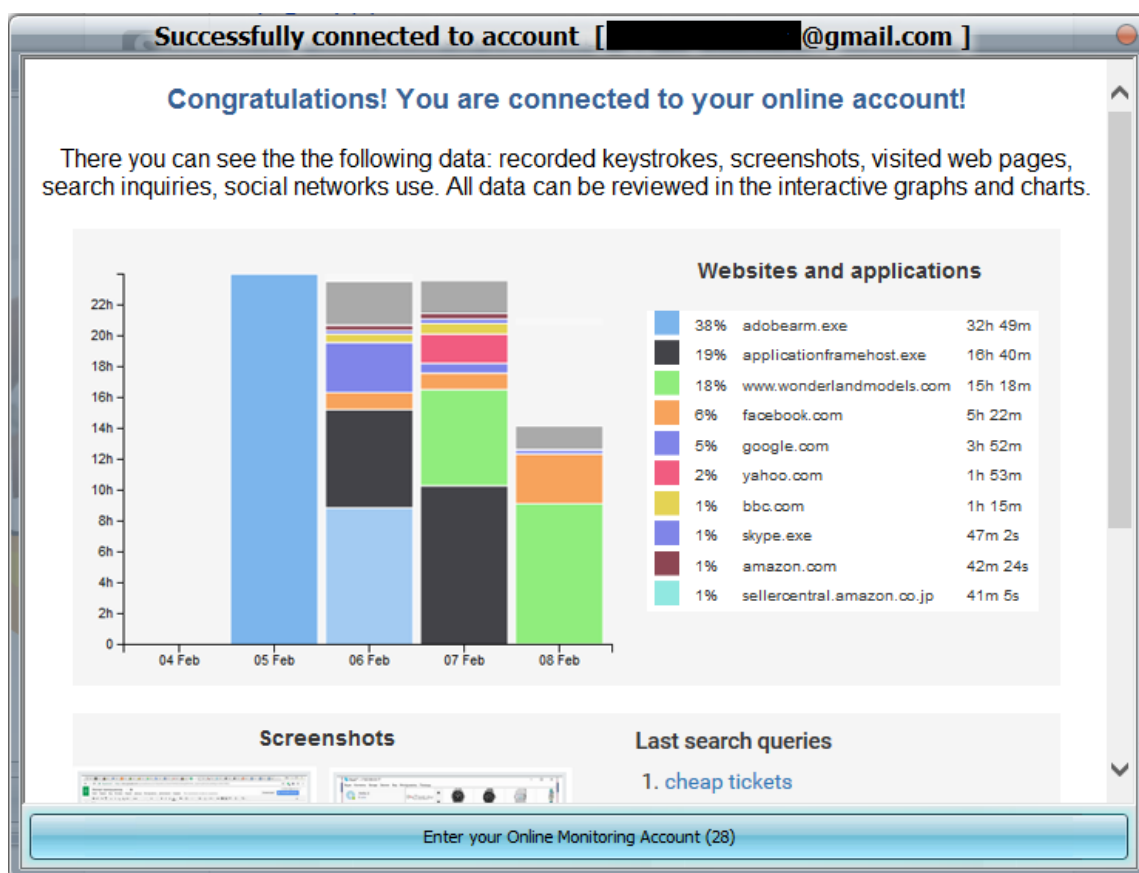 Successfully connected to account [ @gmail.com ]
Congratulations! You are connected to your online account!
There you can see the the following data: recorded keystrokes, screenshots, visited web pages,
search inquiries, social networks use. All data can be reviewed in the interactive graphs and charts.
Websites and applications
22h
20h
18h
16h
14h
12h
10h
8h
6h
4h
2h
0
04 Feb 05 Feb 06 Feb 07 Feb 08 Feb
38% adobearm.exe 32h 49m
19% applicationframehost.exe 16h 40m
18% www.wonderlandmodels.com 15h 18m
6% facebook.com 5h 22m
5% google.com 3h 52m
2% yahoo.com 1h 53m
1% bbc.com 1h 15m
1% skype.exe 47m 2s
1% amazon.com 42m 24s
1% sellercentral.amazon.co.jp 41m 5s
Screenshots
Last search queries
1. cheap tickets
Enter your Online Monitoring Account (28)